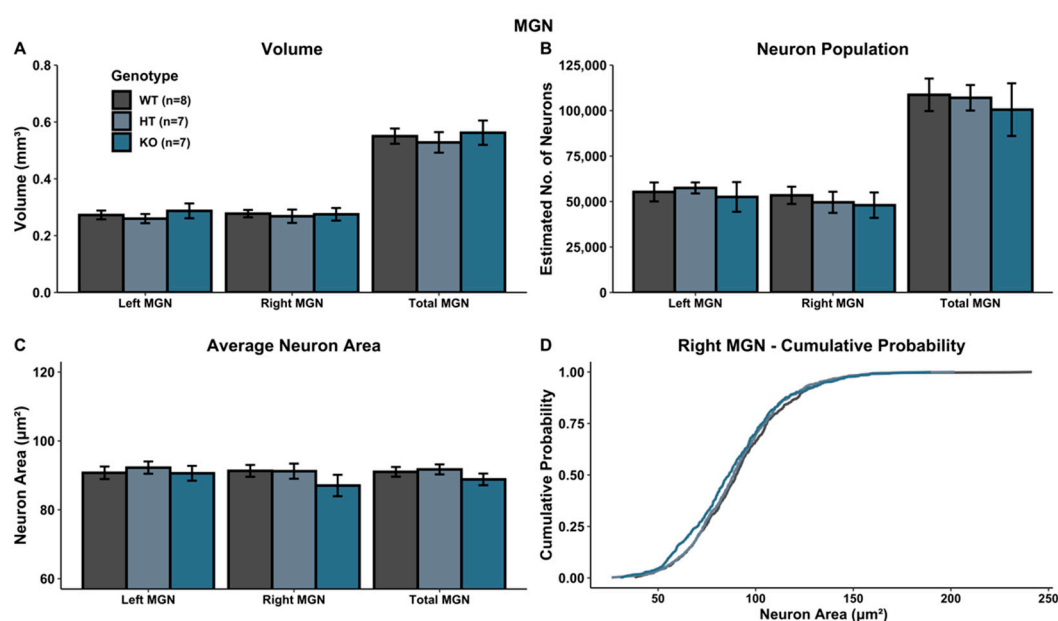 MGN
A
Volume
Volume (mm³)
0.8
0.6
0.4
0.2
0.0
Genotype
WT (n=8)
HT (n=7)
KO (n=7)
Left MGN
Right MGN
Total MGN
B
Neuron Population
Estimated No. of Neurons
125,000
100,000
75,000
50,000
25,000
0
Left MGN
Right MGN
Total MGN
C
Average Neuron Area
Neuron Area (µm²)
120
100
80
60
Left MGN
Right MGN
Total MGN
D
Right MGN - Cumulative Probability
Cumulative Probability
1.00
0.75
0.50
0.25
0.00
50
100
150
200
250
Neuron Area (µm²)